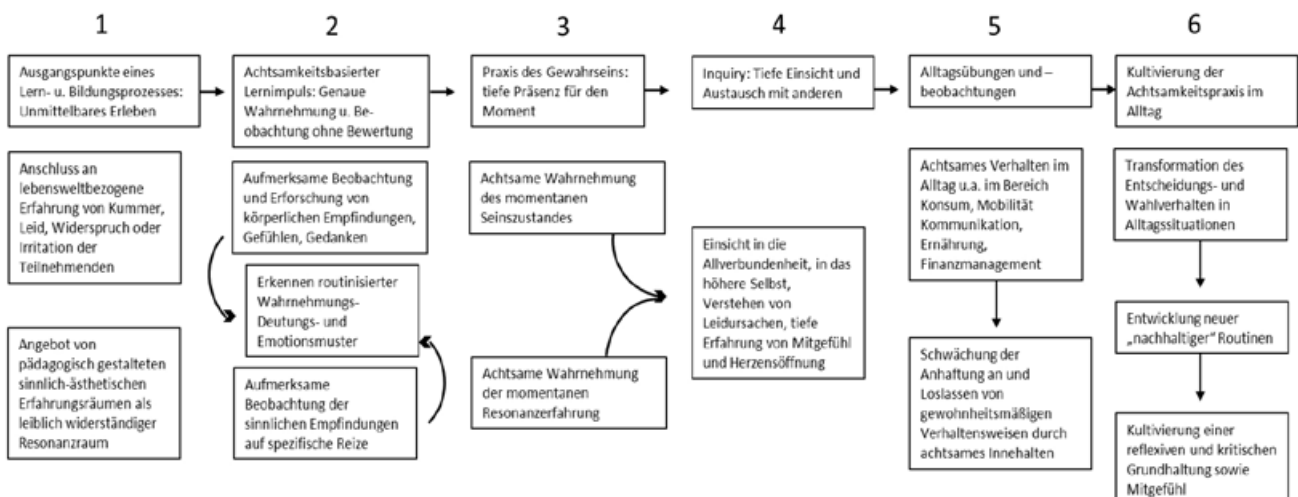 1
Ausgangspunkte eines
Lern- u. Bildungsprozesses:
Unmittelbares Erleben
Anschluss an
lebensweltbezogene
Erfahrung von Kummer,
Leid, Widerspruch oder
Irritation der
Teilnehmenden
Angebot von
pädagogisch gestalteten
sinnlich-ästhetischen
Erfahrungsräumen als
leiblich widerständiger
Resonanzraum
2
Achtsamkeitsbasierter
Lernimpuls: Genaue
Wahrnehmung u. Be-
obachtung ohne Bewertung
Aufmerksame Beobachtung
und Erforschung von
körperlichen Empfindungen,
Gefühlen, Gedanken
Erkennen routinisierter
Wahrnehmungs-
Deutungs- und
Emotionsmuster
Aufmerksame
Beobachtung der
sinnlichen Empfindungen
auf spezifische Reize
3
Praxis des Gewahrseins:
tiefe Präsenz für den
Moment
Achtsame Wahrnehmung
des momentanen
Seinszustandes
Achtsame Wahrnehmung
der momentanen
Resonanzerfahrung
4
Inquiry: Tiefe Einsicht und
Austausch mit anderen
Einsicht in die
Allverbundenheit, in das
höhere Selbst,
Verstehen von
Leidursachen, tiefe
Erfahrung von Mitgefühl
und Herzensöffnung
5
Alltagsübungen und –
beobachtungen
Achtsames Verhalten im
Alltag u.a. im Bereich
Konsum, Mobilität
Kommunikation,
Ernährung,
Finanzmanagement
Schwächung der
Anhaftung an und
Loslassen von
gewohnheitsmäßigen
Verhaltensweisen durch
achtsames Innehalten
6
Kultivierung der
Achtsamkeitspraxis im
Alltag
Transformation des
Entscheidungs- und
Wahlverhalten in
Alltagssituationen
Entwicklung neuer
„nachhaltiger“ Routinen
Kultivierung einer
reflexiven und kritischen
Grundhaltung sowie
Mitgefühl